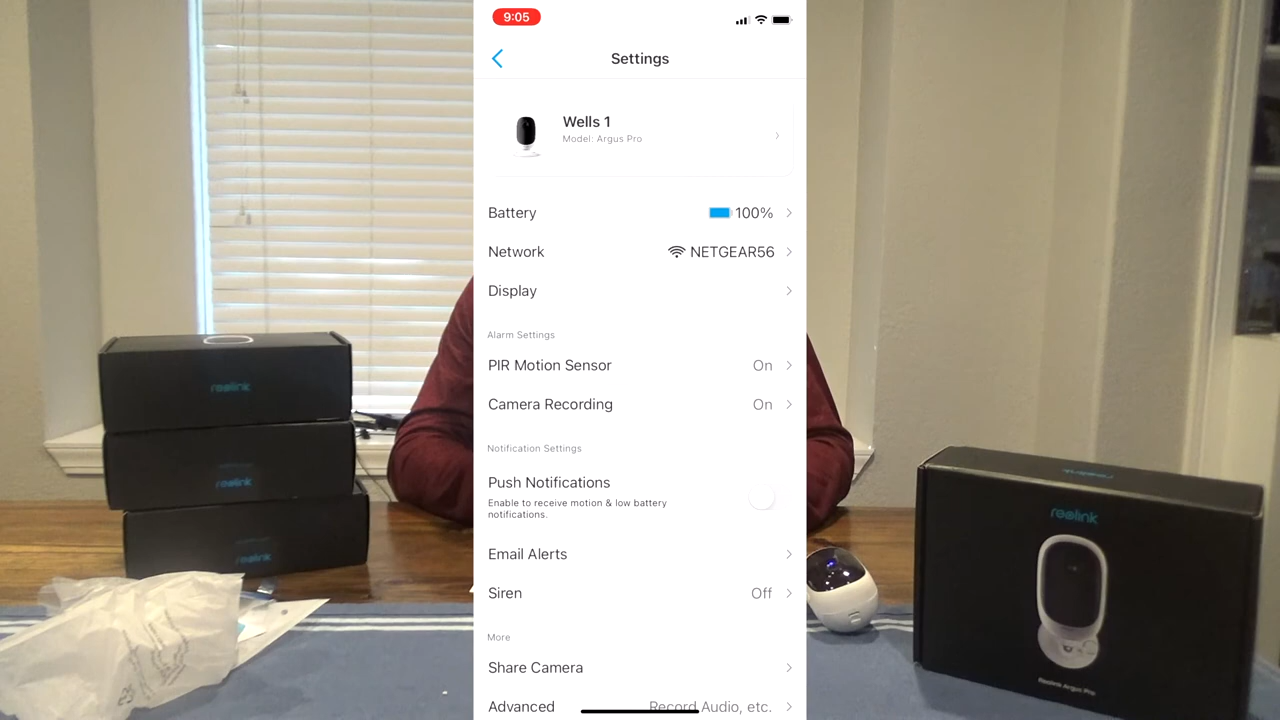 9:05
Settings
Wells 1
Model: Argus Pro
Battery 100%
Network NETGEAR56
Display
Alarm Settings
PIR Motion Sensor On
Camera Recording On
Notification Settings
Push Notifications
Enable to receive motion & low battery
notifications.
Email Alerts
Siren Off
More
Share Camera
Advanced Record Audio, etc.
reolink
reolink
reolink
reolink
reolink
Reolink Argus Pro